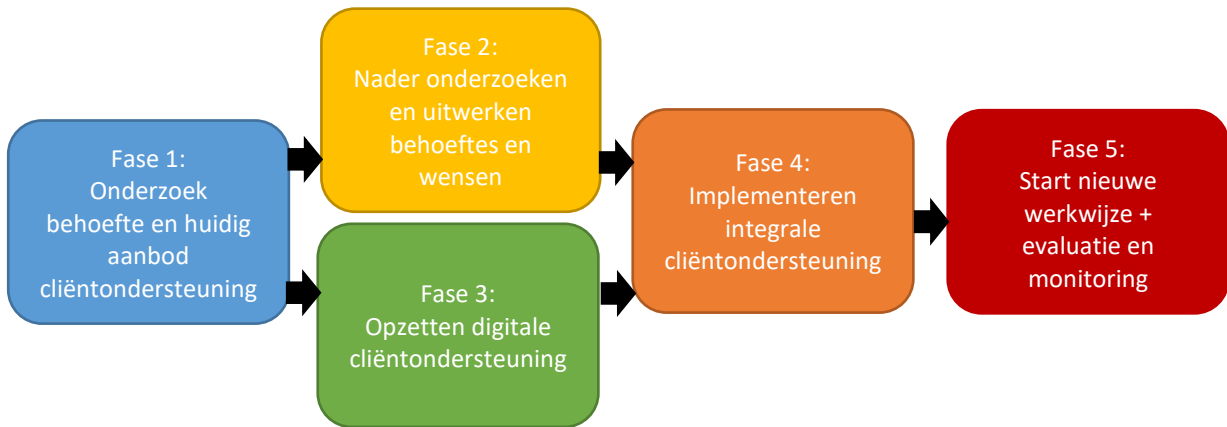 Fase 1:
Onderzoek
behoefte en huidig
aanbod
cliëntondersteuning
Fase 2:
Nader onderzoeken
en uitwerken
behoeftes en
wensen
Fase 3:
Opzetten digitale
cliëntondersteuning
Fase 4:
Implementeren
integrale
cliëntondersteuning
Fase 5:
Start nieuwe
werkwijze +
evaluatie en
monitoring